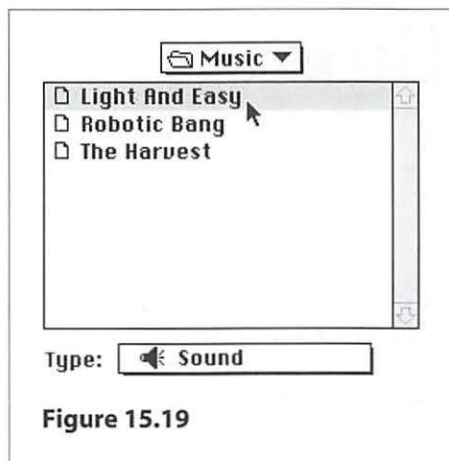 Music
Light And Easy
Robotic Bang
The Harvest
Type: Sound
Figure 15.19